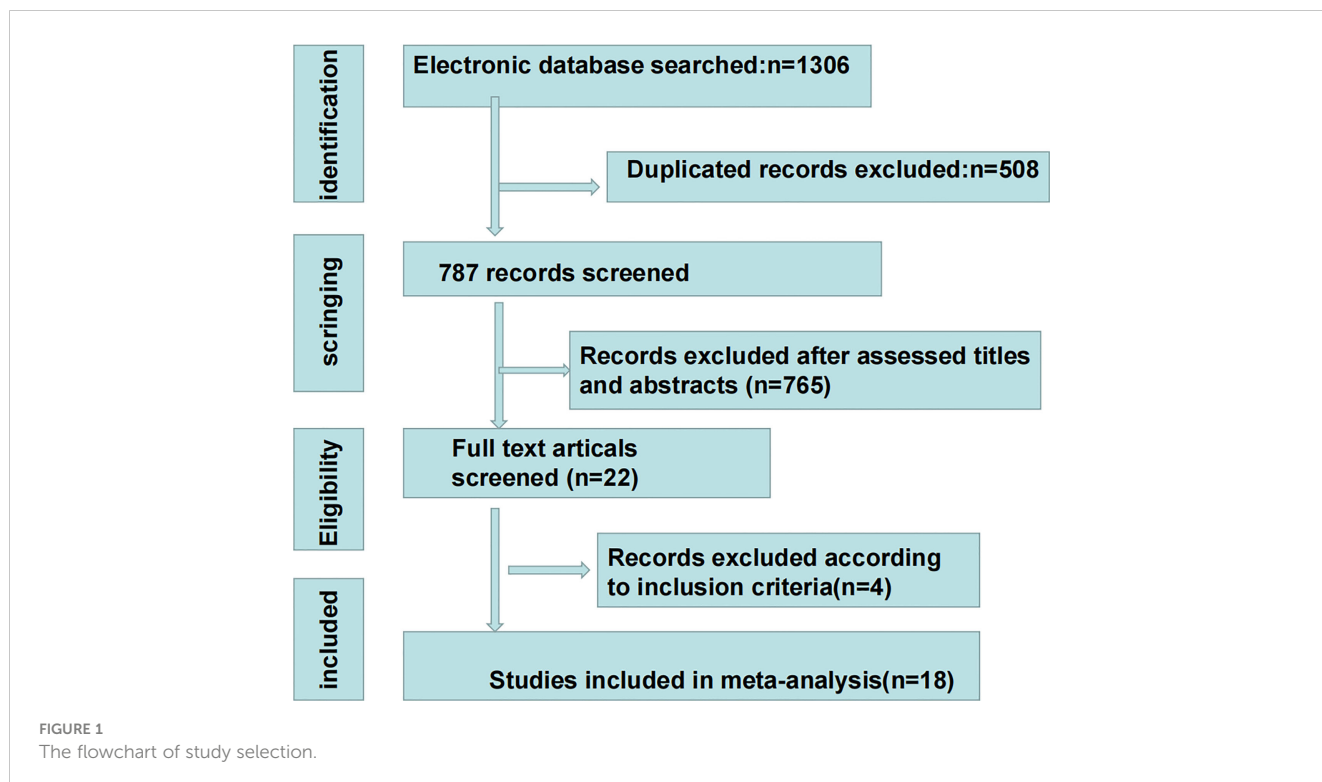 identification
Electronic database searched:n=1306
Duplicated records excluded:n=508
scringing
787 records screened
Records excluded after assessed titles
and abstracts (n=765)
Eligibility
Full text articals
screened (n=22)
Records excluded according
to inclusion criteria(n=4)
included
Studies included in meta-analysis(n=18)
FIGURE 1
The flowchart of study selection.